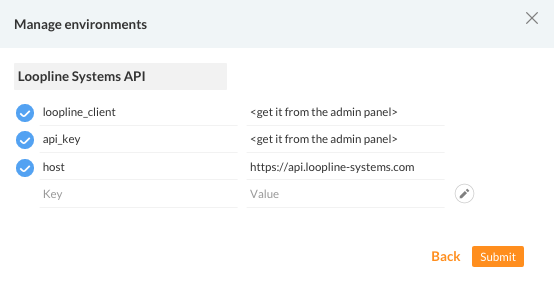 Manage environments
Loopline Systems API
loopline_client <get it from the admin panel>
api_key <get it from the admin panel>
host https://api.loopline-systems.com
Key Value
Back Submit